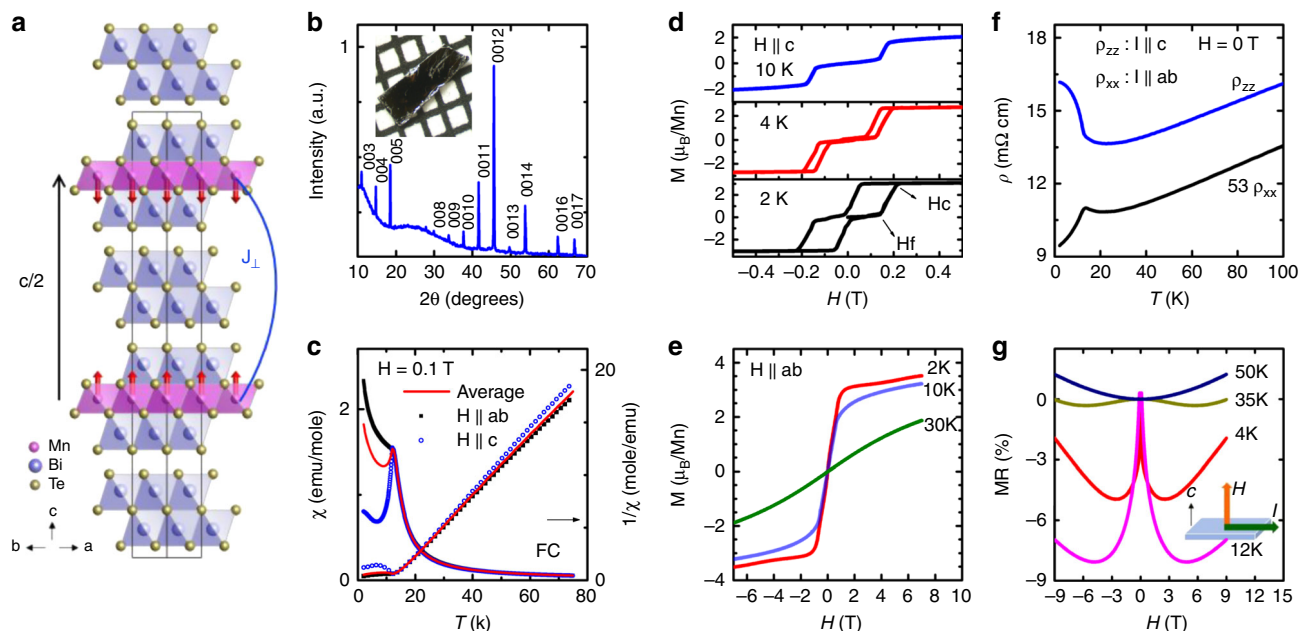 a
c/2
J⊥
Mn
Bi
Te
c
b
a
b
Intensity (a.u.)
1
003
004
005
008
009
0010
0011
0012
0013
0014
0016
0017
10 20 30 40 50 60 70
2θ (degrees)
c
H = 0.1 T
Average
H || ab
H || c
FC
χ (emu/mole)
2
0
1/χ (mole/emu)
20
0
0 20 40 60 80
T (k)
d
H || c
10 K
4 K
2 K
Hc
Hf
M (μB/Mn)
2
0
−2
2
0
−2
2
0
−2
−0.4 0.0 0.4
H (T)
e
H || ab
2K
10K
30K
M (μB/Mn)
4
3
2
1
0
−1
−2
−3
−4
−6 −4 −2 0 2 4 6 8 10
H (T)
f
ρzz : I || c
H = 0 T
ρxx : I || ab
ρzz
53 ρxx
ρ (mΩ cm)
18
15
12
9
0 20 40 60 80 100
T (K)
g
50K
35K
4K
12K
c
H
I
MR (%)
0
−3
−6
−9
−9 −6 −3 0 3 6 9 12 15
H (T)